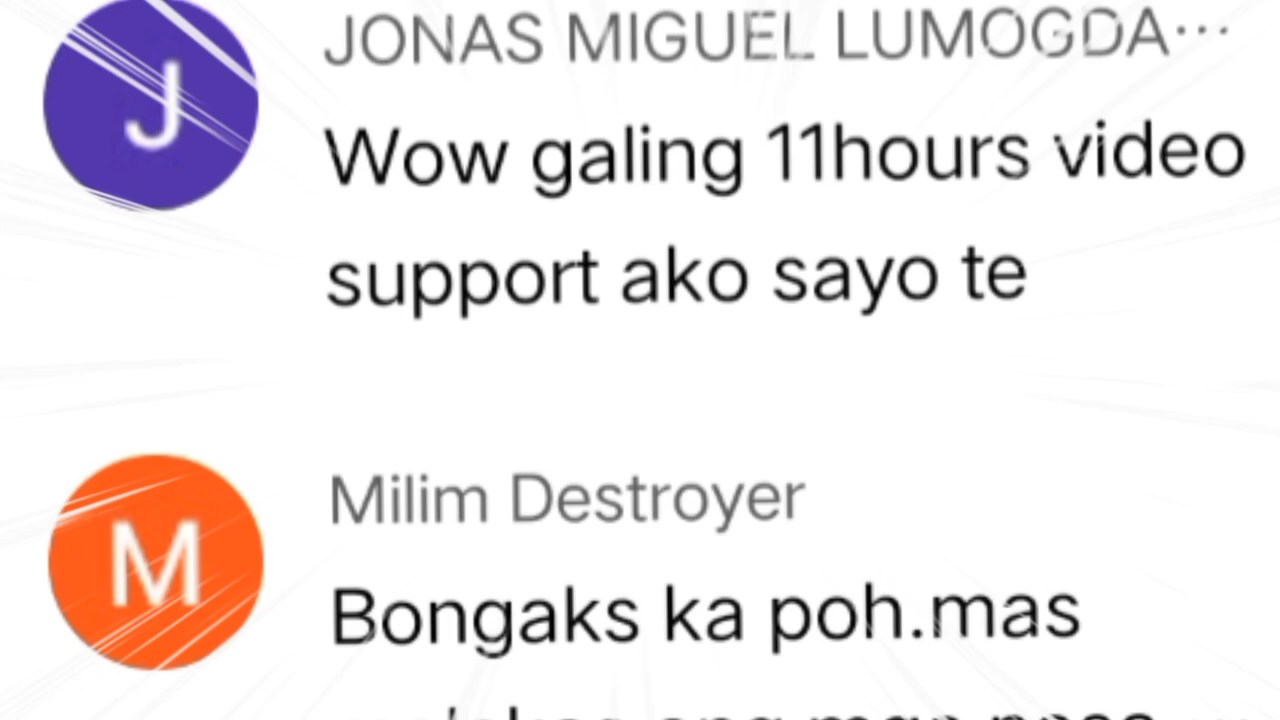 J
JONAS MIGUEL LUMOGDA...
Wow galing 11hours video
support ako sayo te
M
Milim Destroyer
Bongaks ka poh.mas